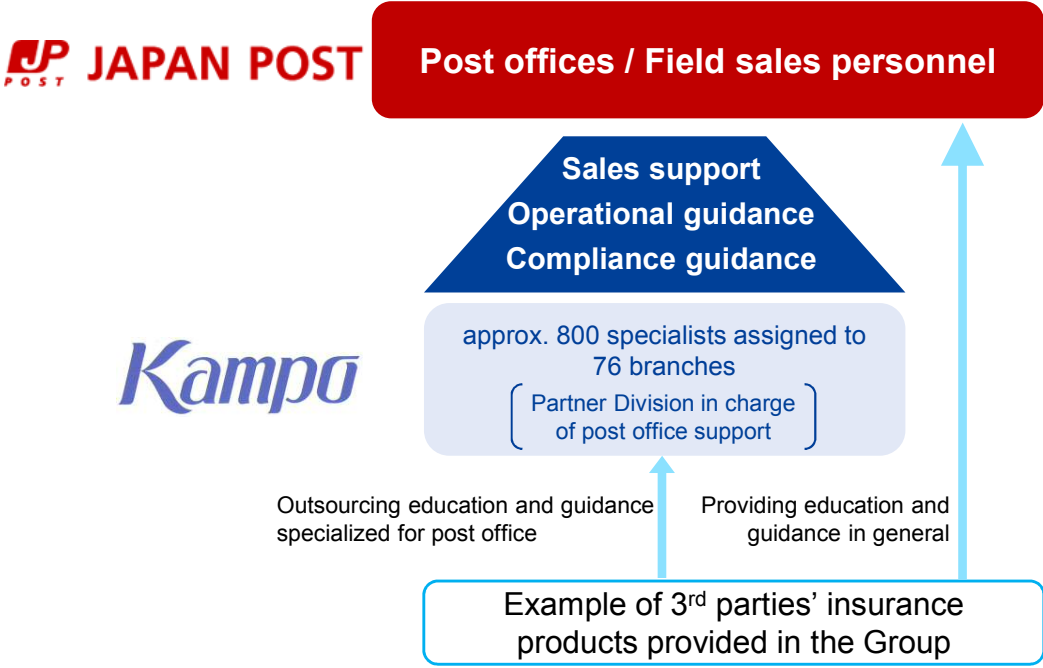 JP
POST
JAPAN POST
Post offices / Field sales personnel
Sales support
Operational guidance
Compliance guidance
Kampo
approx. 800 specialists assigned to
76 branches
Partner Division in charge
of post office support
Outsourcing education and guidance
specialized for post office
Providing education and
guidance in general
Example of 3rd parties’ insurance
products provided in the Group